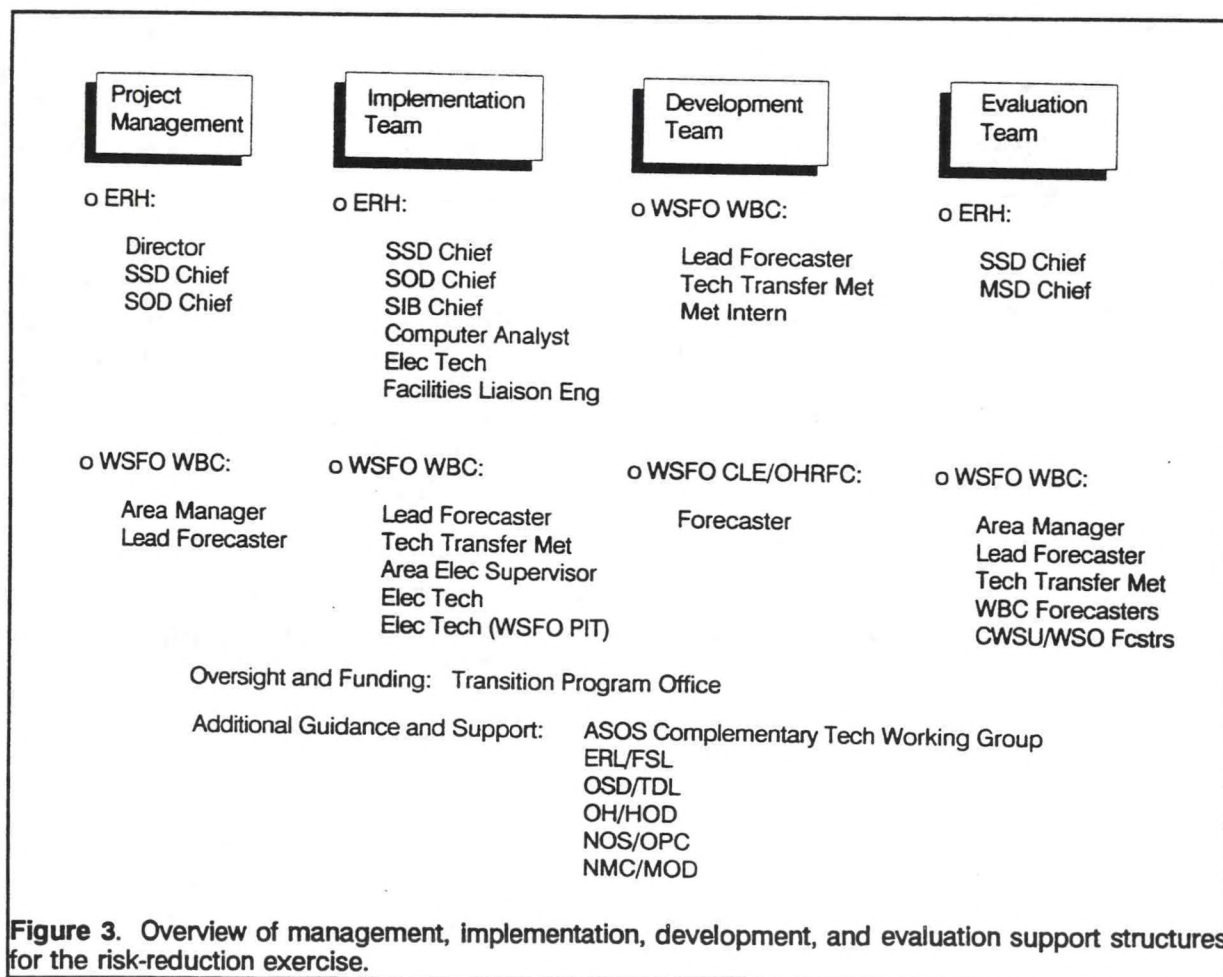 Project
Management
Implementation
Team
Development
Team
Evaluation
Team
o ERH:
Director
SSD Chief
SOD Chief
o ERH:
SSD Chief
SOD Chief
SIB Chief
Computer Analyst
Elec Tech
Facilities Liaison Eng
o WSFO WBC:
Lead Forecaster
Tech Transfer Met
Met Intern
o ERH:
SSD Chief
MSD Chief
o WSFO WBC:
Area Manager
Lead Forecaster
o WSFO WBC:
Lead Forecaster
Tech Transfer Met
Area Elec Supervisor
Elec Tech
Elec Tech (WSFO PIT)
o WSFO CLE/OHRFC:
Forecaster
o WSFO WBC:
Area Manager
Lead Forecaster
Tech Transfer Met
WBC Forecasters
CWSU/WSO Fcstrs
Oversight and Funding: Transition Program Office
Additional Guidance and Support: ASOS Complementary Tech Working Group
ERL/FSL
OSD/TDL
OH/HOD
NOS/OPC
NMC/MOD
Figure 3. Overview of management, implementation, development, and evaluation support structures
for the risk-reduction exercise.